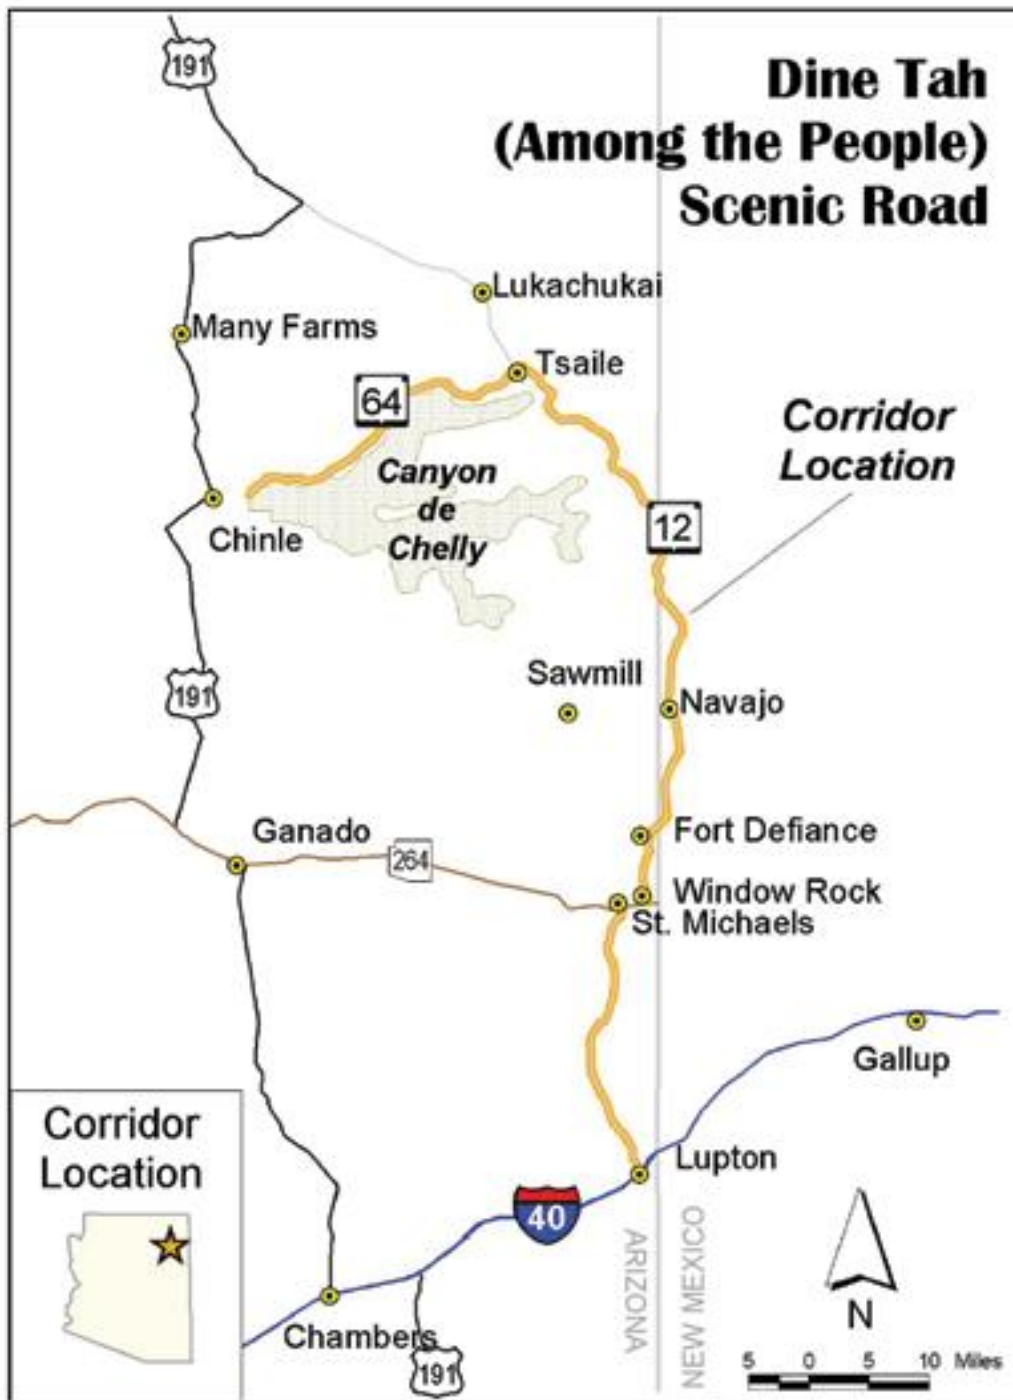 191
Dine Tah
(Among the People)
Scenic Road
Lukachukai
Many Farms
Tsaile
64
Corridor
Location
Canyon
de
Chelly
Chinle
12
Sawmill
191
Navajo
Ganado
264
Fort Defiance
Window Rock
St. Michaels
Gallup
Corridor
Location
Lupton
40
ARIZONA
NEW MEXICO
N
Chambers
191
5 0 5 10 Miles